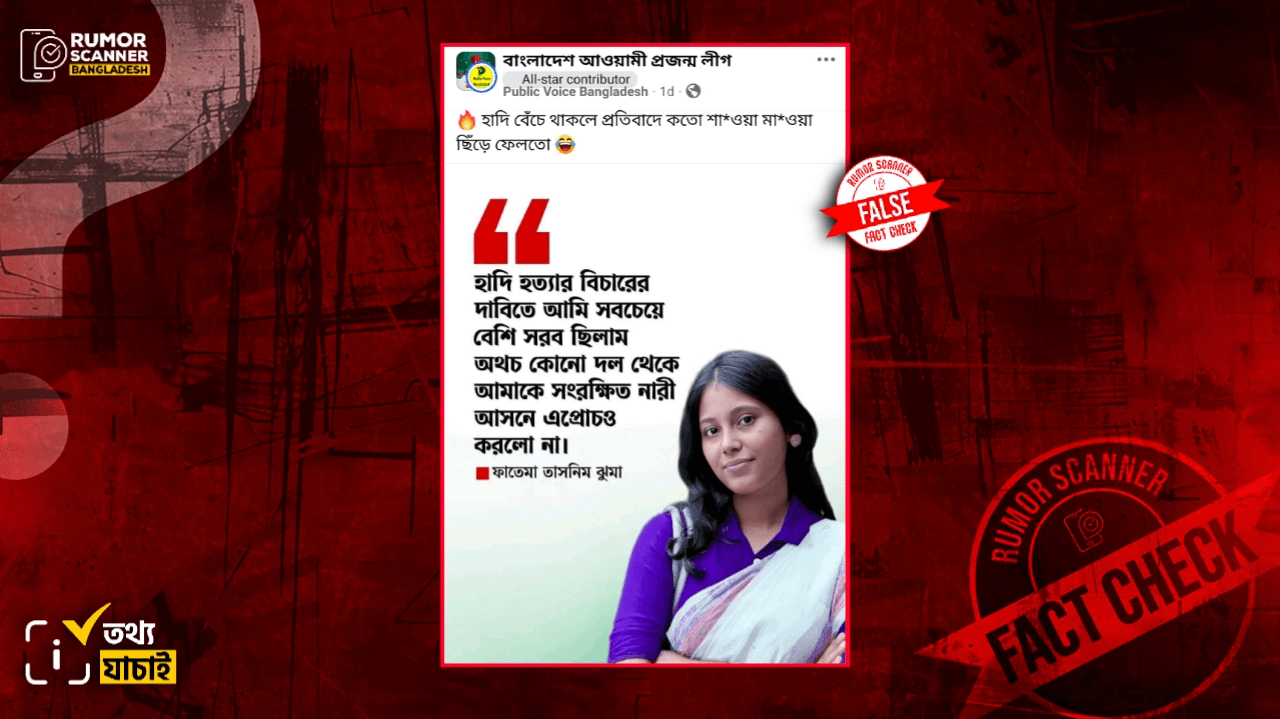 RUMOR
SCANNER
BANGLADESH
বাংলাদেশ আওয়ামী প্রজন্ম লীগ
All-star contributor
Public Voice Bangladesh · 1d ·
🔥 হাদি বেঁচে থাকলে প্রতিবাদে কতো শা*ওয়া মা*ওয়া
ছিঁড়ে ফেলতো 😂
হাদি হত্যার বিচারের
দাবিতে আমি সবচেয়ে
বেশি সরব ছিলাম
অথচ কোনো দল থেকে
আমাকে সংরক্ষিত নারী
আসনে এপ্রোচও
করলো না।
ফাতেমা তাসনিম ঝুমা
RUMOR SCANNER
FALSE
FACT CHECK
RUMOR SCANNER
FACT CHECK
তথ্য
যাচাই